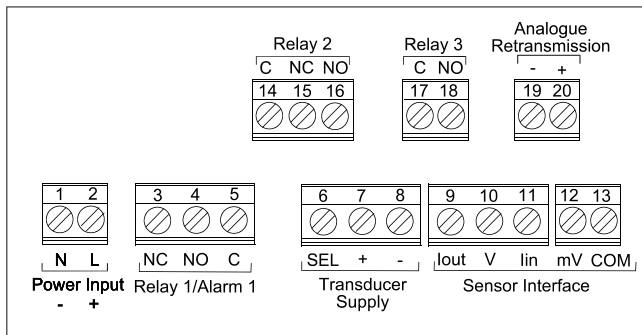 Relay 2
C NC NO
14 15 16
Relay 3
C NO
17 18
Analogue
Retransmission
- +
19 20
1 2
N L
Power Input
- +
3 4 5
NC NO C
Relay 1/Alarm 1
6 7 8
SEL + -
Transducer
Supply
9 10 11 12 13
Iout V Iin mV COM
Sensor Interface